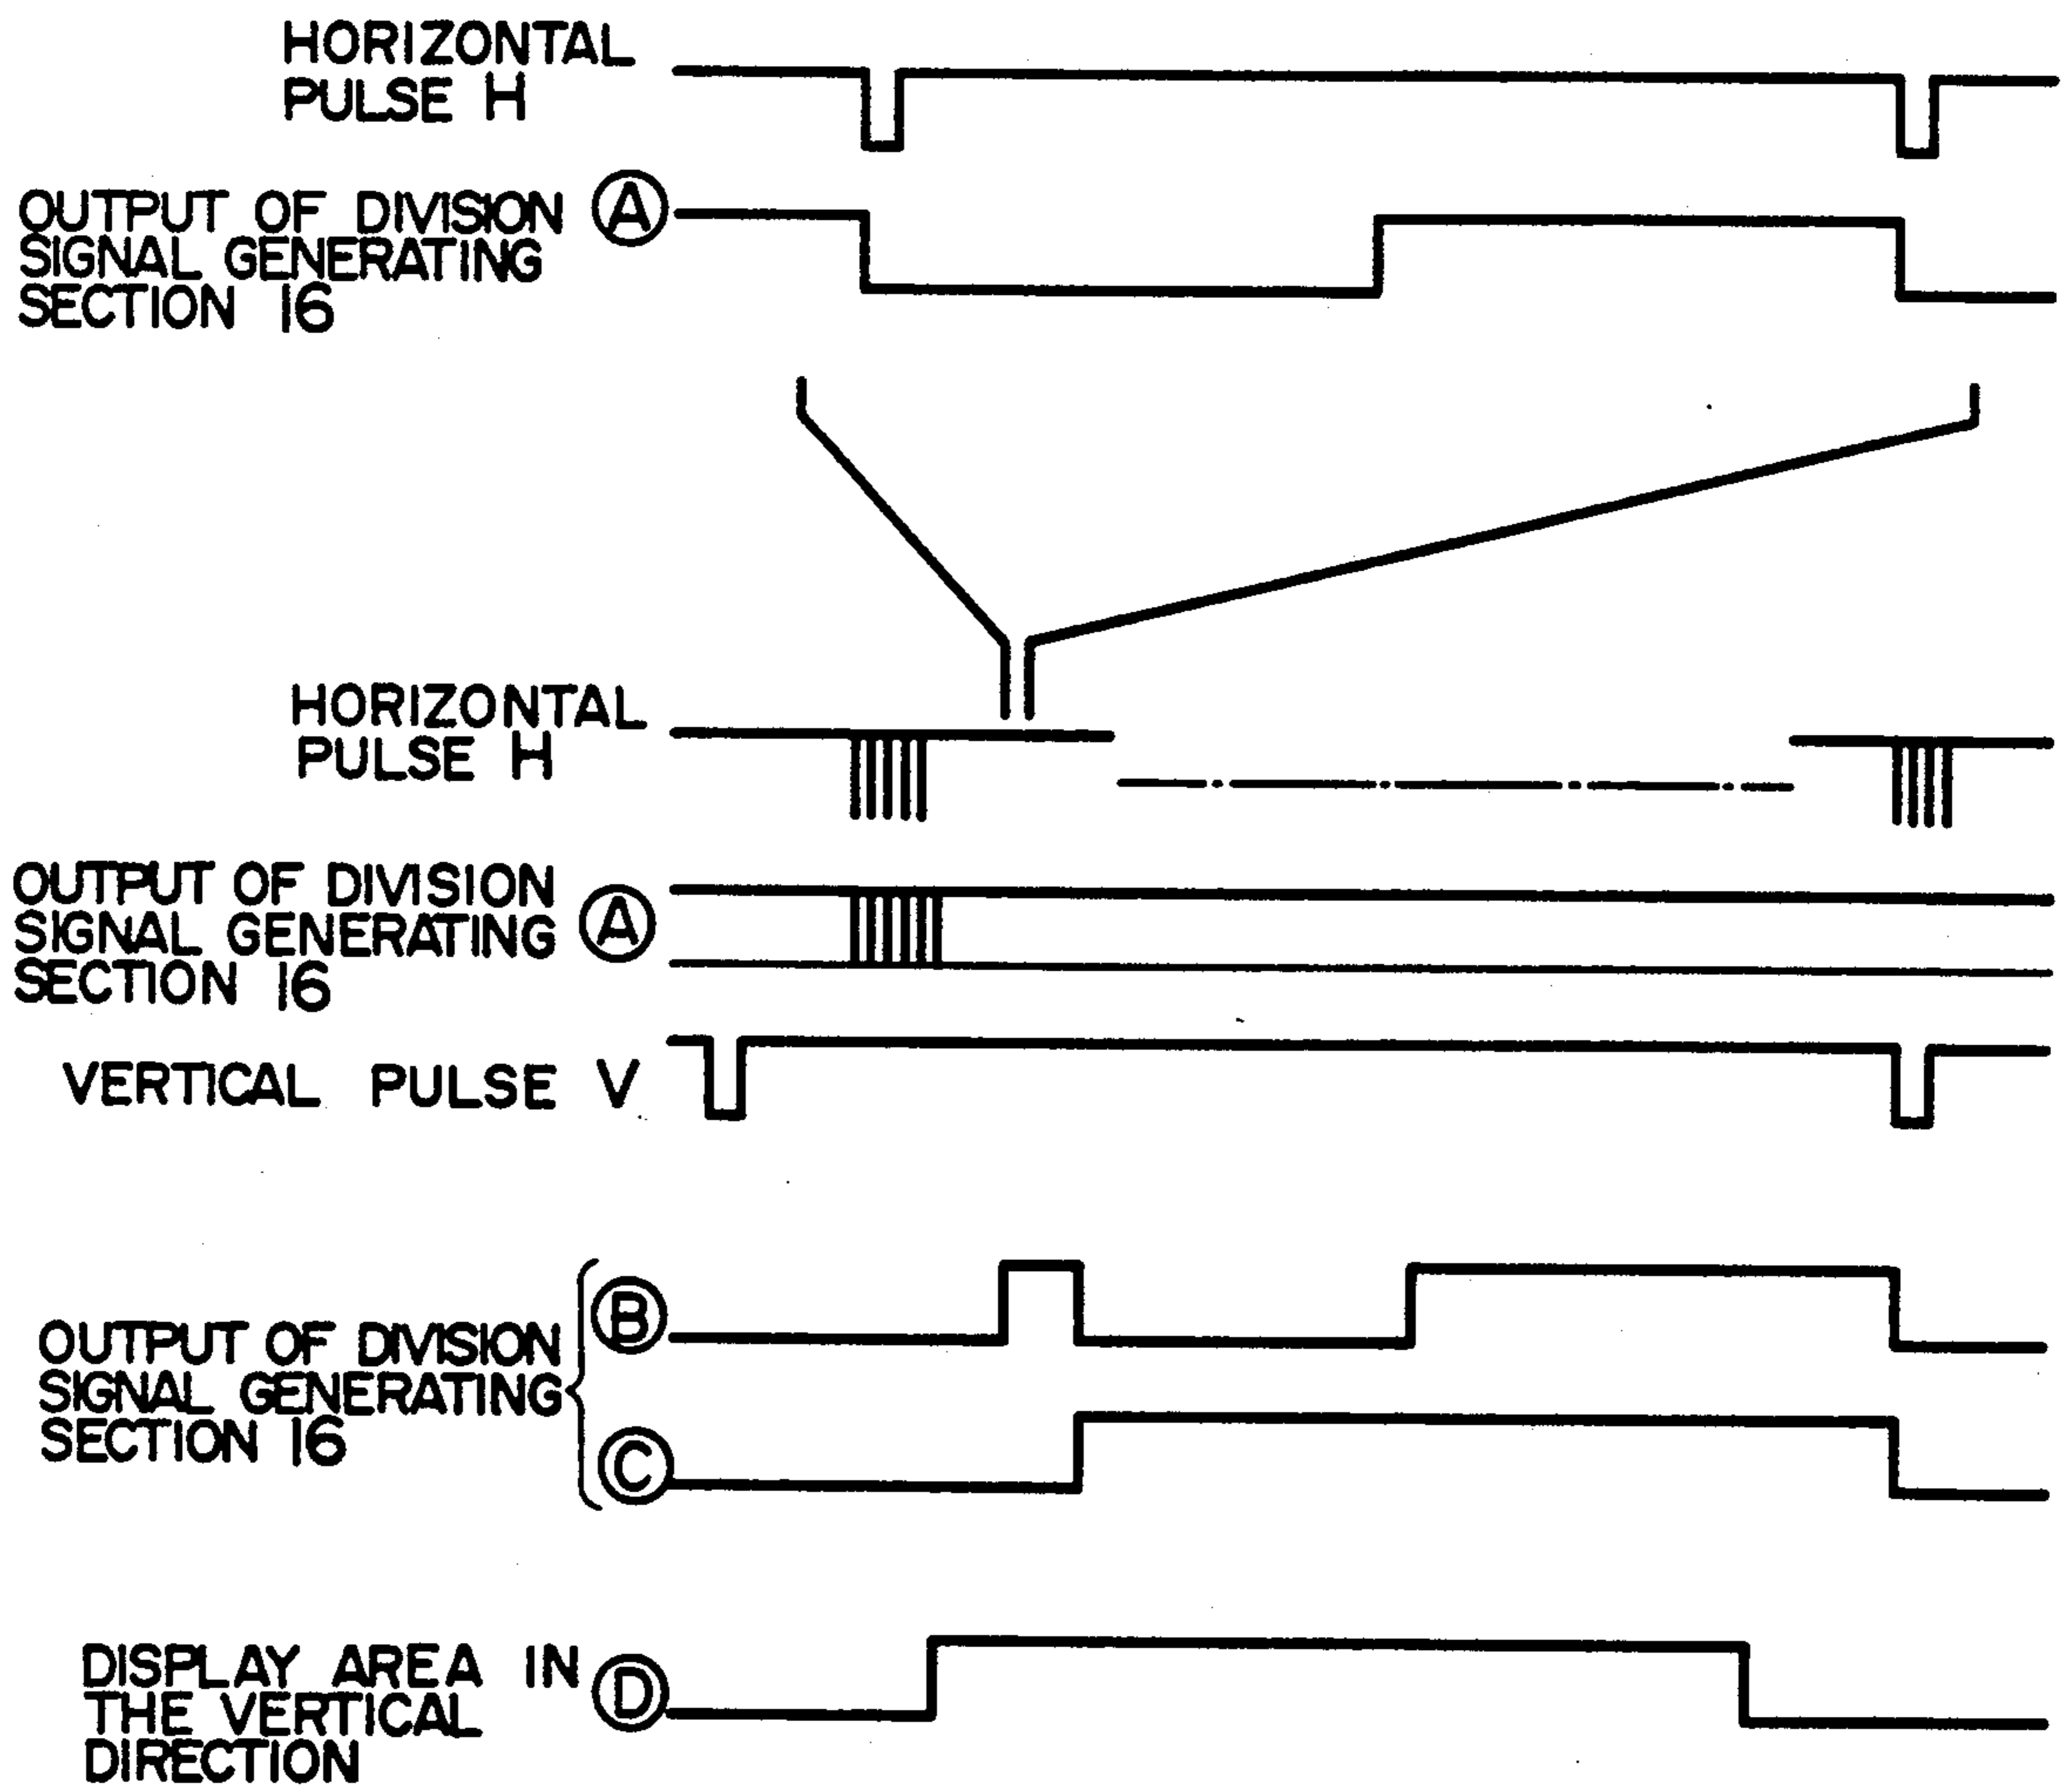 HORIZONTAL
PULSE H
OUTPUT OF DIVISION A
SIGNAL GENERATING
SECTION 16
HORIZONTAL
PULSE H
OUTPUT OF DIVISION
SIGNAL GENERATING A
SECTION 16
VERTICAL PULSE V
B
OUTPUT OF DIVISION
SIGNAL GENERATING
SECTION 16
C
DISPLAY AREA IN D
THE VERTICAL
DIRECTION